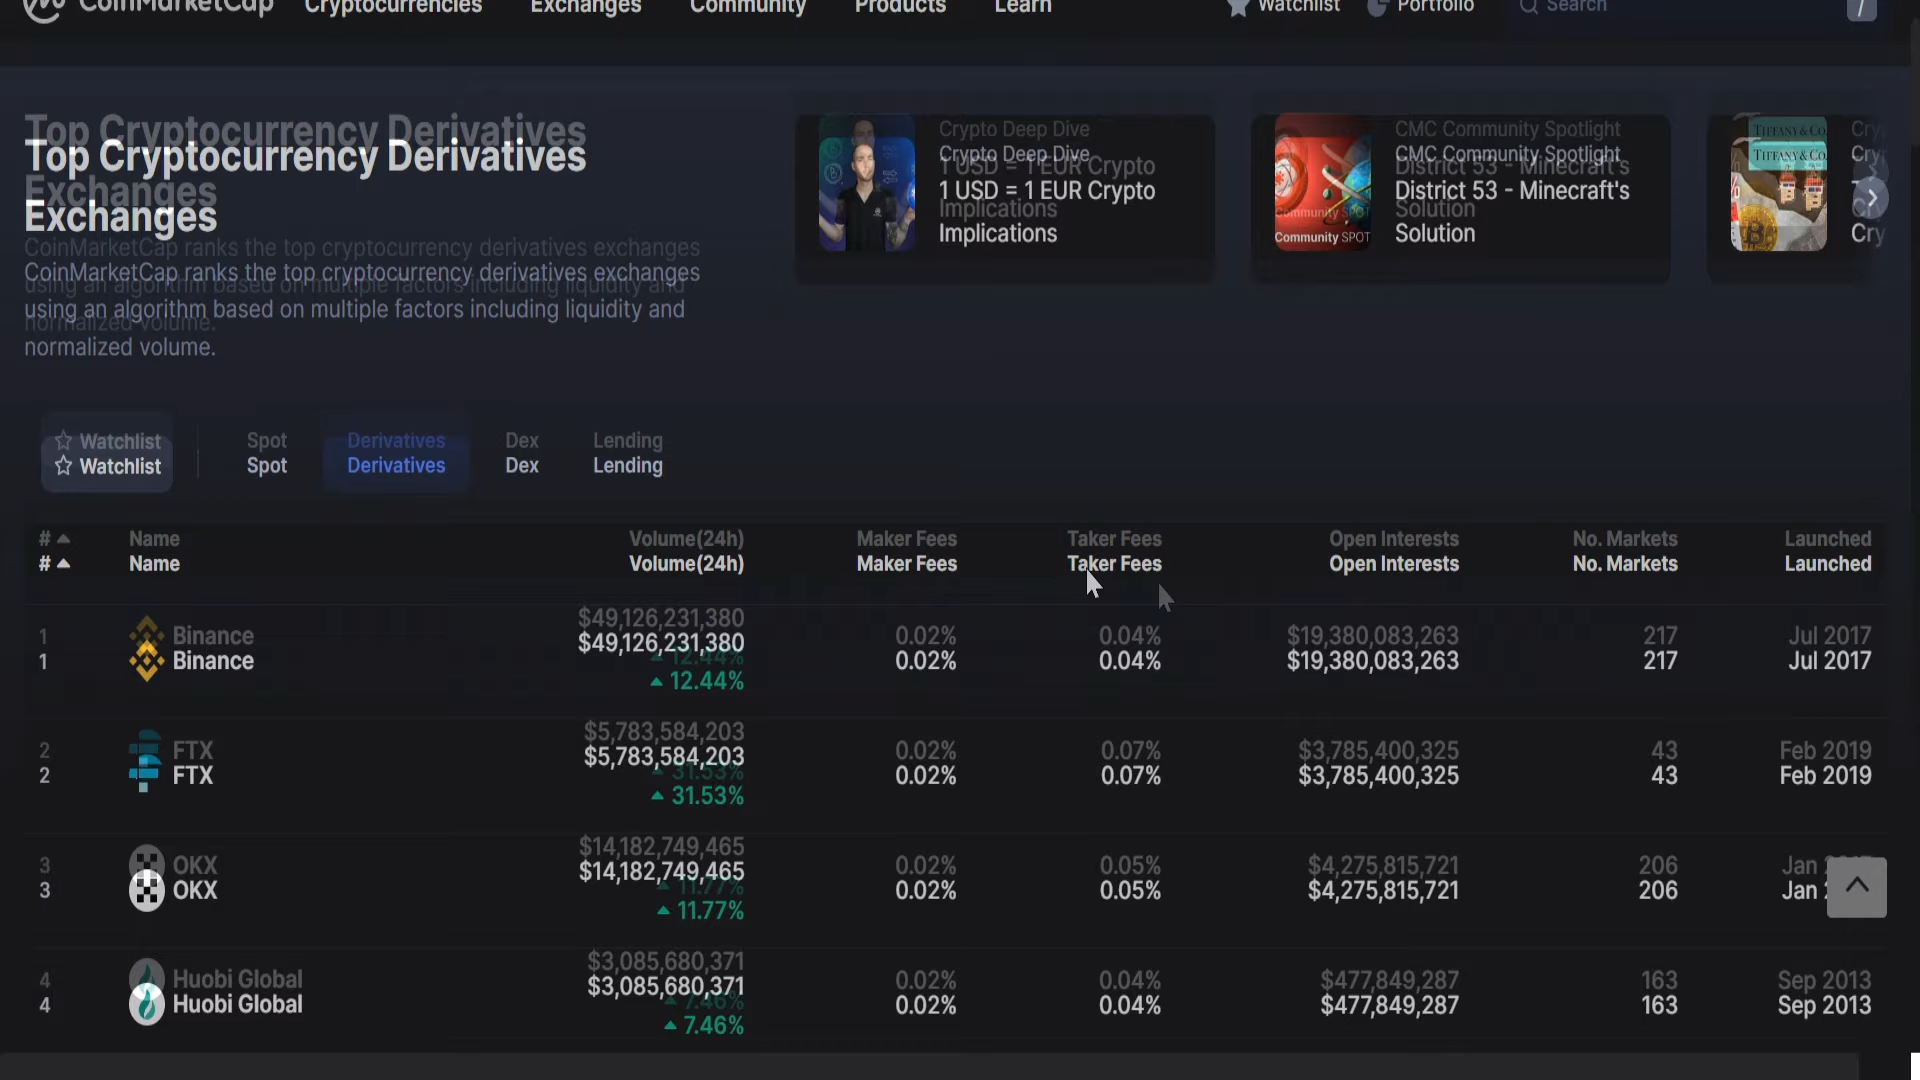 CoinMarketCap Cryptocurrencies Exchanges Community Products Learn Watchlist Portfolio Search /
Top Cryptocurrency Derivatives
Exchanges
CoinMarketCap ranks the top cryptocurrency derivatives exchanges
using an algorithm based on multiple factors including liquidity and
normalized volume.
Crypto Deep Dive
1 USD = 1 EUR Crypto
Implications
Community SPOT
CMC Community Spotlight
District 53 - Minecraft's
Solution
TIFFANY & CO.
Cry
Cry
Watchlist Spot Derivatives Dex Lending
# Name Volume(24h) Maker Fees Taker Fees Open Interests No. Markets Launched
1 Binance $49,126,231,380 0.02% 0.04% $19,380,083,263 217 Jul 2017
12.44%
2 FTX $5,783,584,203 0.02% 0.07% $3,785,400,325 43 Feb 2019
31.53%
3 OKX $14,182,749,465 0.02% 0.05% $4,275,815,721 206 Jan
11.77%
4 Huobi Global $3,085,680,371 0.02% 0.04% $477,849,287 163 Sep 2013
7.46%